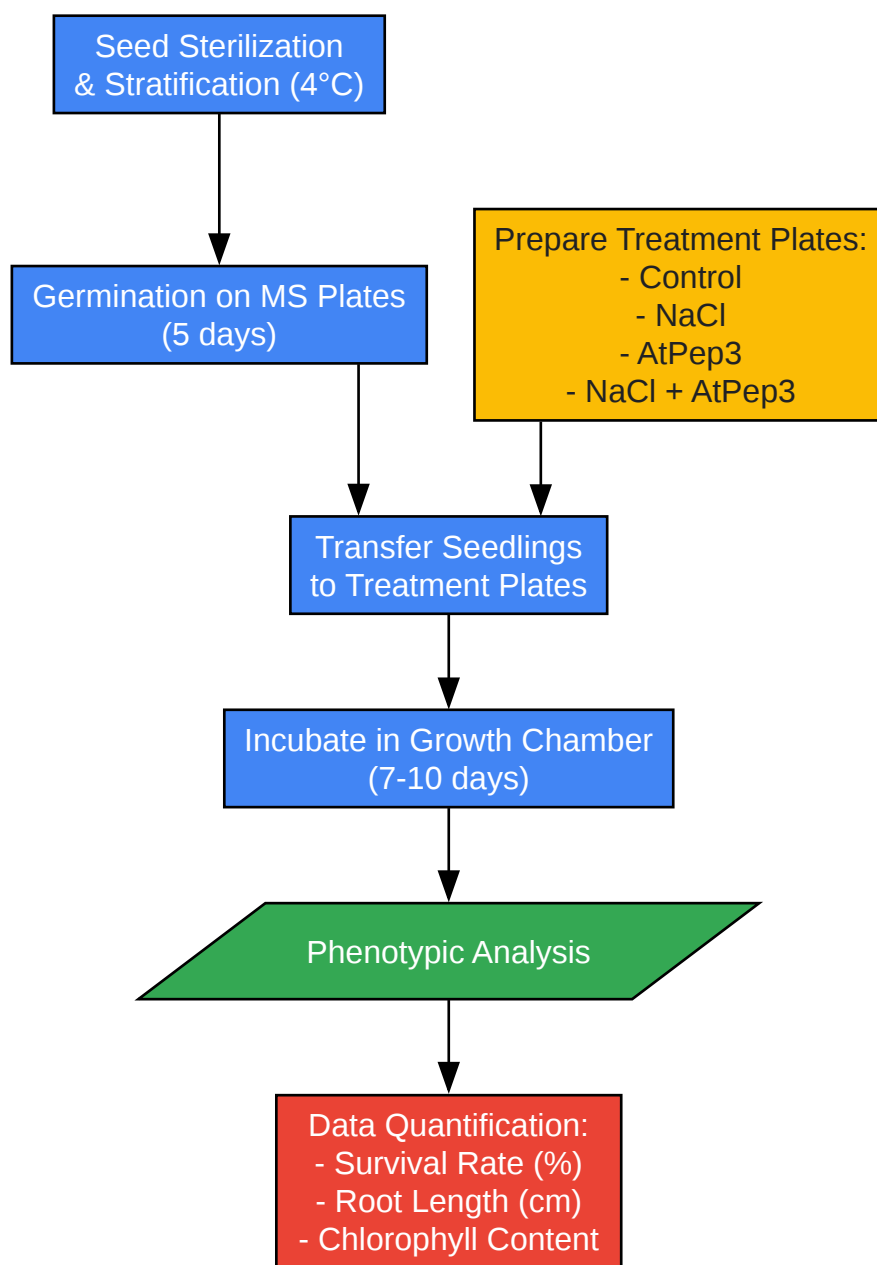 Seed Sterilization
& Stratification (4°C)
Prepare Treatment Plates:
- Control
- NaCl
- AtPep3
- NaCl + AtPep3
Germination on MS Plates
(5 days)
Transfer Seedlings
to Treatment Plates
Incubate in Growth Chamber
(7-10 days)
Phenotypic Analysis
Data Quantification:
- Survival Rate (%)
- Root Length (cm)
- Chlorophyll Content